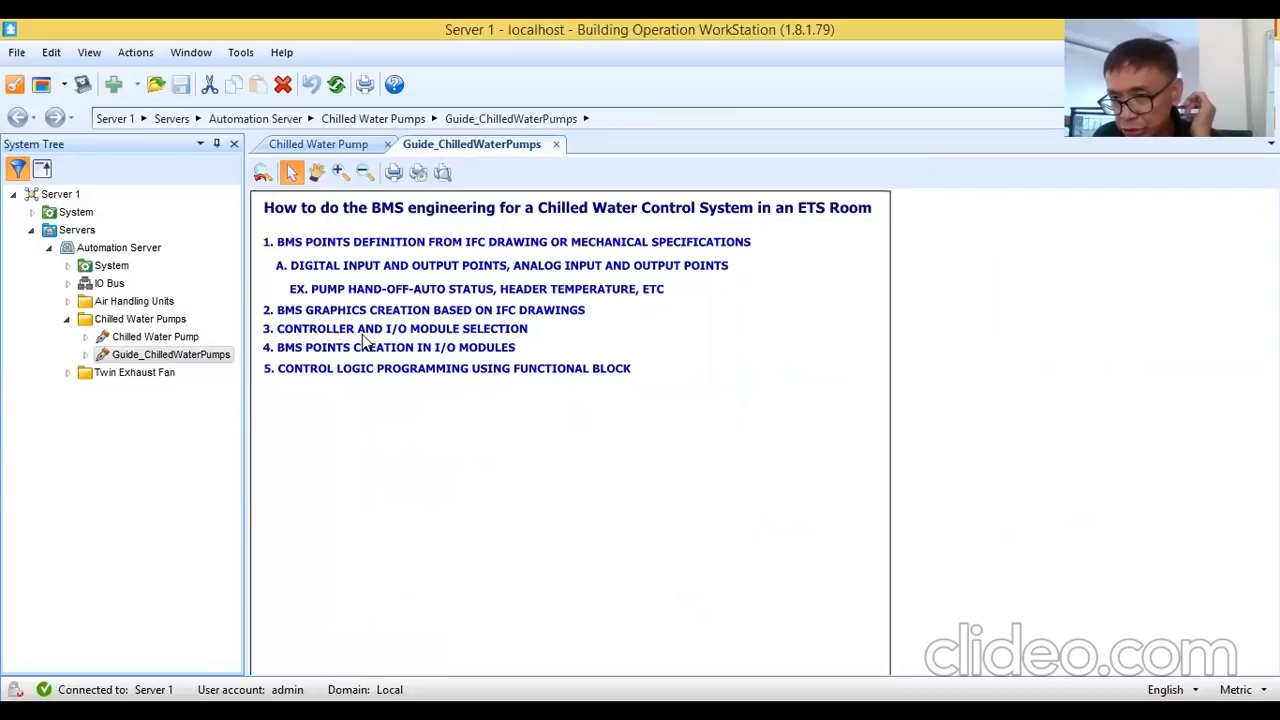 Server 1 - localhost - Building Operation WorkStation (1.8.1.79)
File Edit View Actions Window Tools Help
Server 1 Servers Automation Server Chilled Water Pumps Guide_ChilledWaterPumps
System Tree
Chilled Water Pump
Guide_ChilledWaterPumps
Server 1
System
Servers
Automation Server
System
IO Bus
Air Handling Units
Chilled Water Pumps
Chilled Water Pump
Guide_ChilledWaterPumps
Twin Exhaust Fan
How to do the BMS engineering for a Chilled Water Control System in an ETS Room
1. BMS POINTS DEFINITION FROM IFC DRAWING OR MECHANICAL SPECIFICATIONS
A. DIGITAL INPUT AND OUTPUT POINTS, ANALOG INPUT AND OUTPUT POINTS
EX. PUMP HAND-OFF-AUTO STATUS, HEADER TEMPERATURE, ETC
2. BMS GRAPHICS CREATION BASED ON IFC DRAWINGS
3. CONTROLLER AND I/O MODULE SELECTION
4. BMS POINTS CREATION IN I/O MODULES
5. CONTROL LOGIC PROGRAMMING USING FUNCTIONAL BLOCK
clideo.com
Connected to: Server 1 User account: admin Domain: Local English Metric